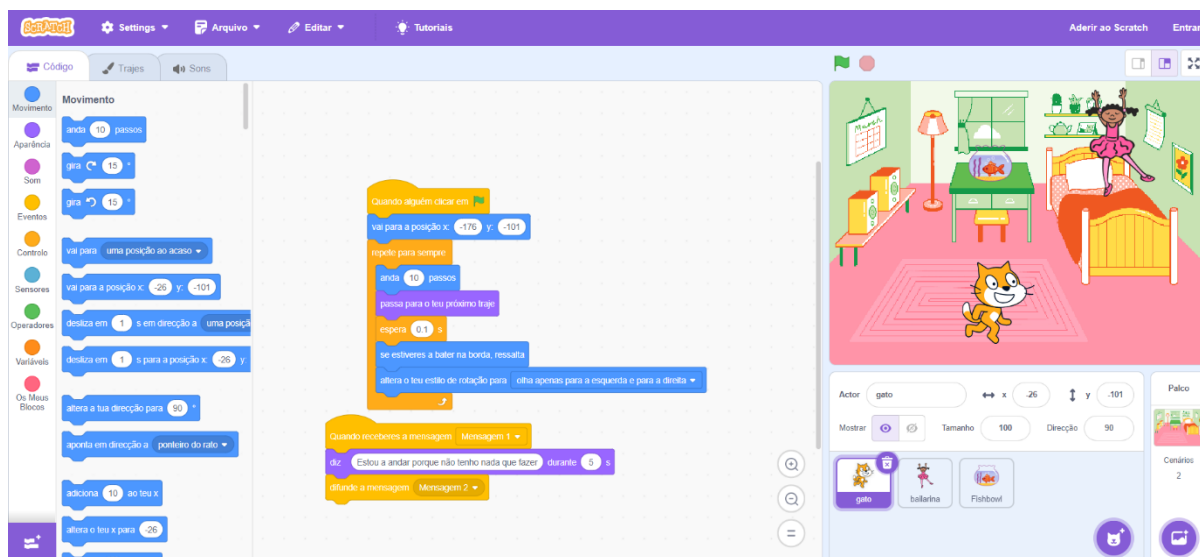 SCRATCH Settings Arquivo Editar Tutoriais Aderir ao Scratch Entrar
Código Trajes Sons
Movimento
Aparência
Som
Eventos
Controlo
Sensores
Operadores
Variáveis
Os Meus
Blocos
Movimento
anda 10 passos
gira 15 °
gira 15 °
vai para uma posição ao acaso
vai para a posição x: -26 y: -101
desliza em 1 s em direcção a uma posiçã
desliza em 1 s para a posição x: -26 y:
altera a tua direcção para 90 °
aponta em direcção a ponteiro do rato
adiciona 10 ao teu x
altera o teu x para -26
Quando alguém clicar em
vai para a posição x: -176 y: -101
repete para sempre
anda 10 passos
passa para o teu próximo traje
espera 0.1 s
se estiveres a bater na borda, ressalta
altera o teu estilo de rotação para olha apenas para a esquerda e para a direita
Quando receberes a mensagem Mensagem 1
diz Estou a andar porque não tenho nada que fazer durante 5 s
difunde a mensagem Mensagem 2
March
Actor gato x -26 y -101
Mostrar Tamanho 100 Direcção 90
gato bailarina Fishbowl
Palco
Cenários
2